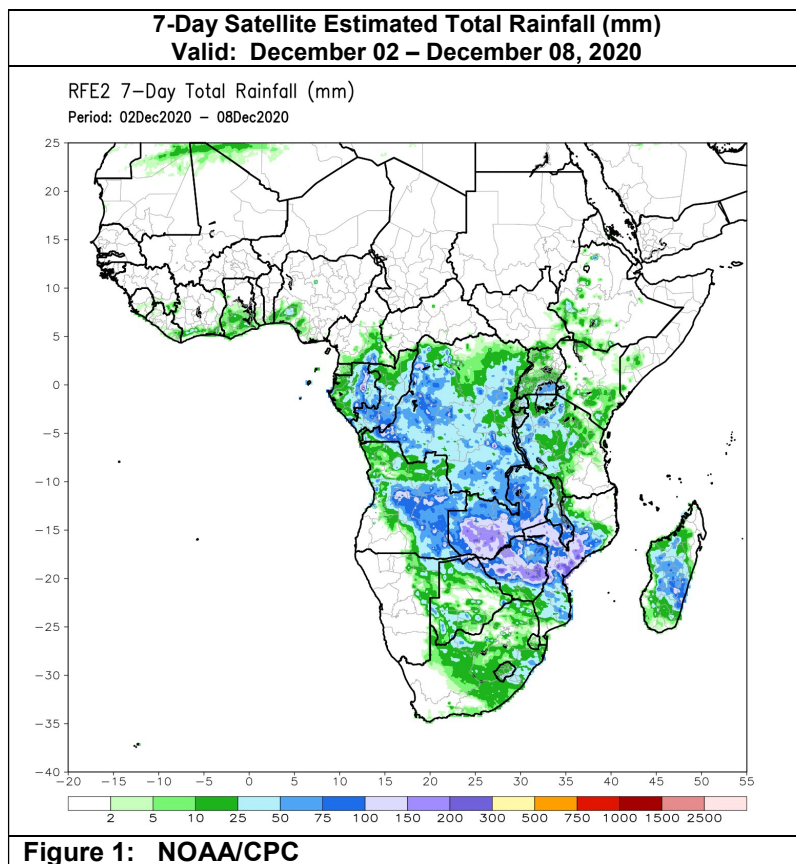 7-Day Satellite Estimated Total Rainfall (mm)
Valid: December 02 – December 08, 2020
RFE2 7-Day Total Rainfall (mm)
Period: 02Dec2020 – 08Dec2020
25
20
15
10
5
0
−5
−10
−15
−20
−25
−30
−35
−40
−20 −15 −10 −5 0 5 10 15 20 25 30 35 40 45 50 55
2 5 10 25 50 75 100 150 200 300 500 750 1000 1500 2500
Figure 1: NOAA/CPC